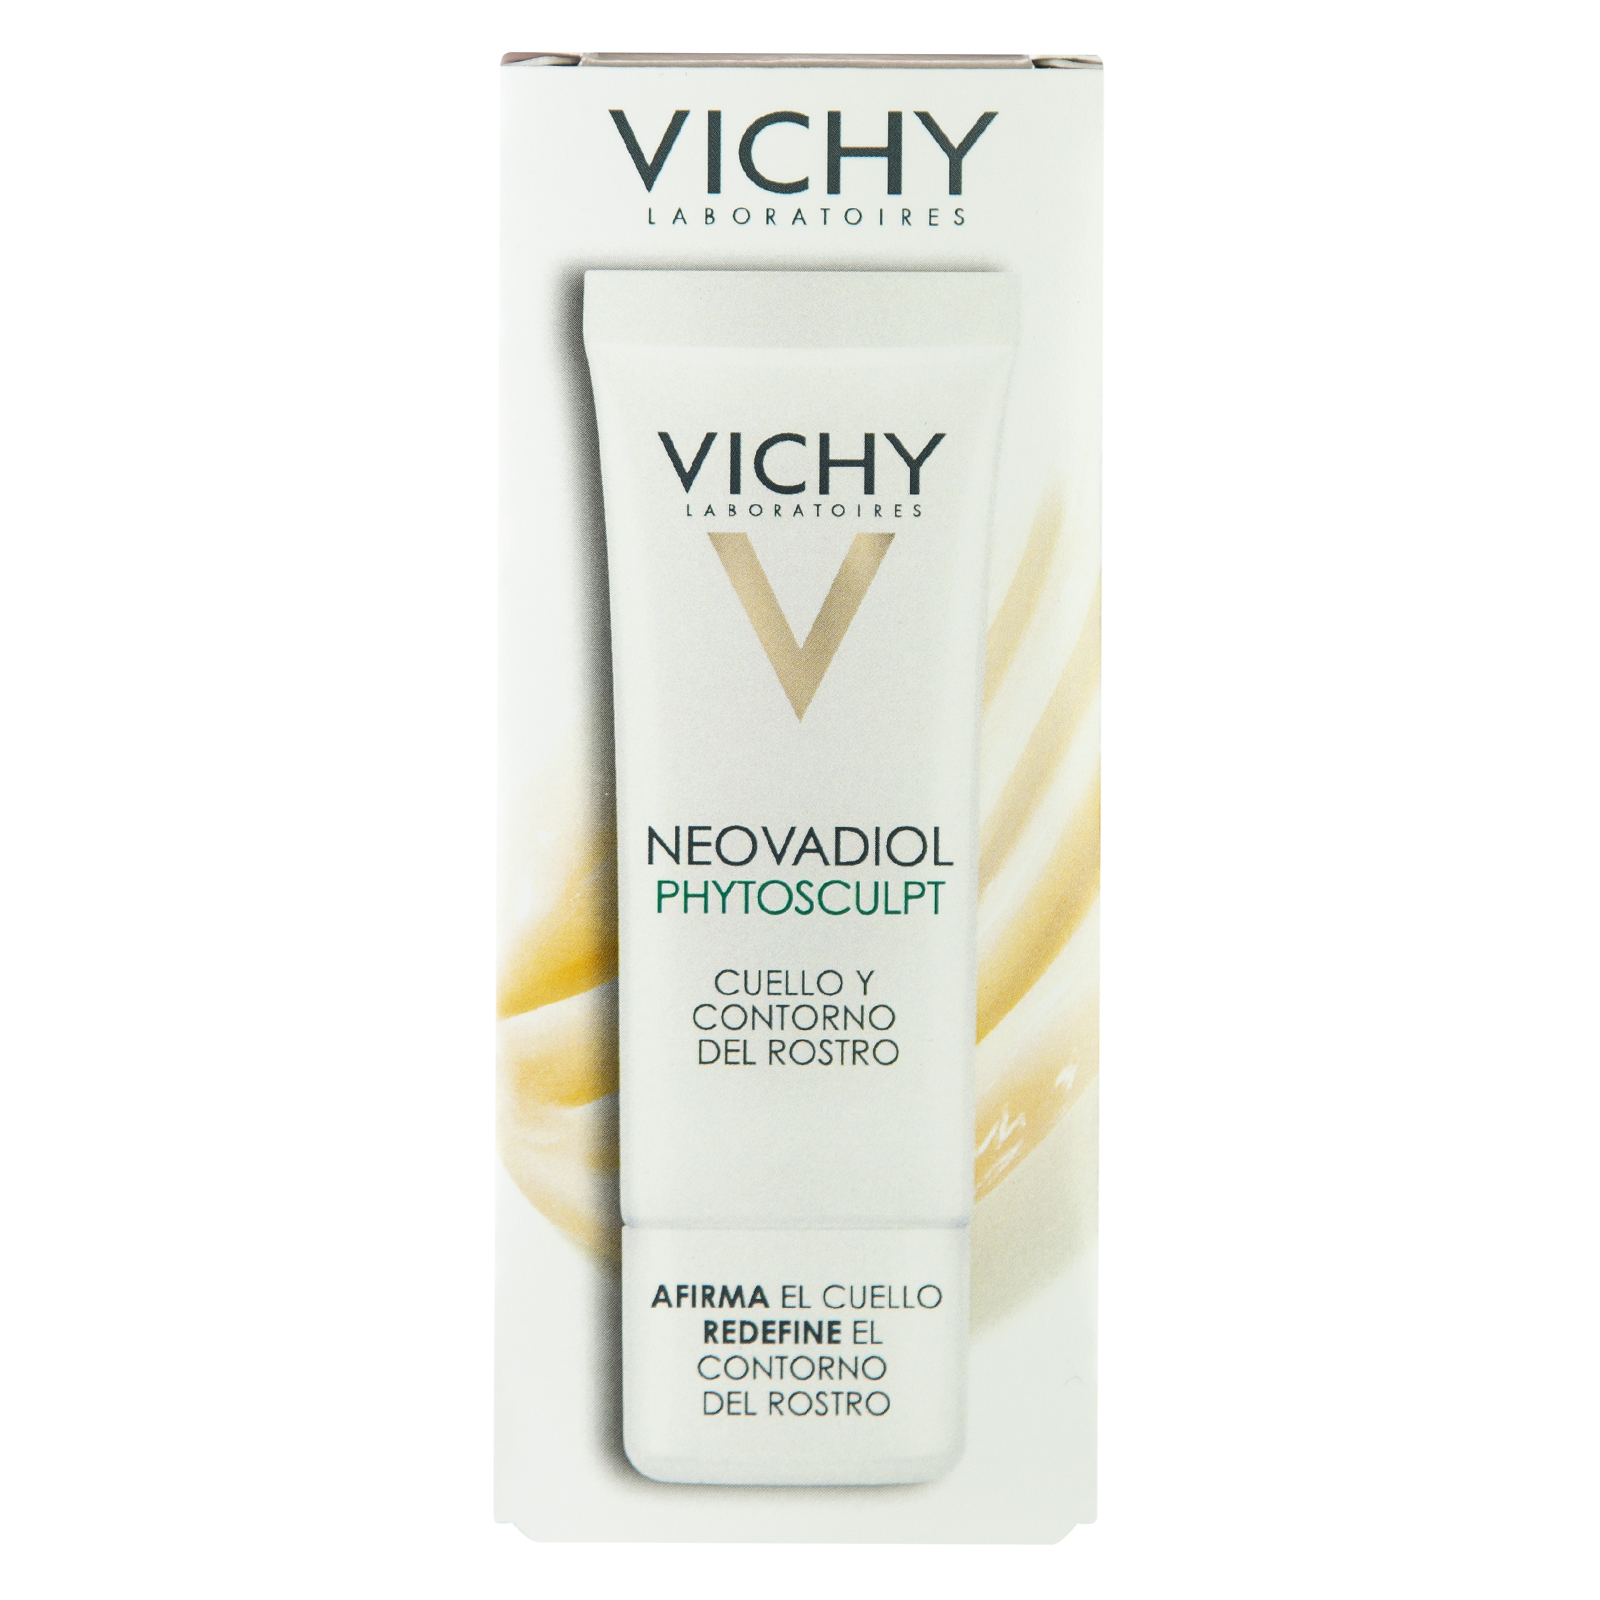 VICHY
LABORATOIRES
VICHY
LABORATOIRES
V
NEOVADIOL
PHYTOSCULPT
CUELLO Y
CONTORNO
DEL ROSTRO
AFIRMA EL CUELLO
REDEFINE EL
CONTORNO
DEL ROSTRO